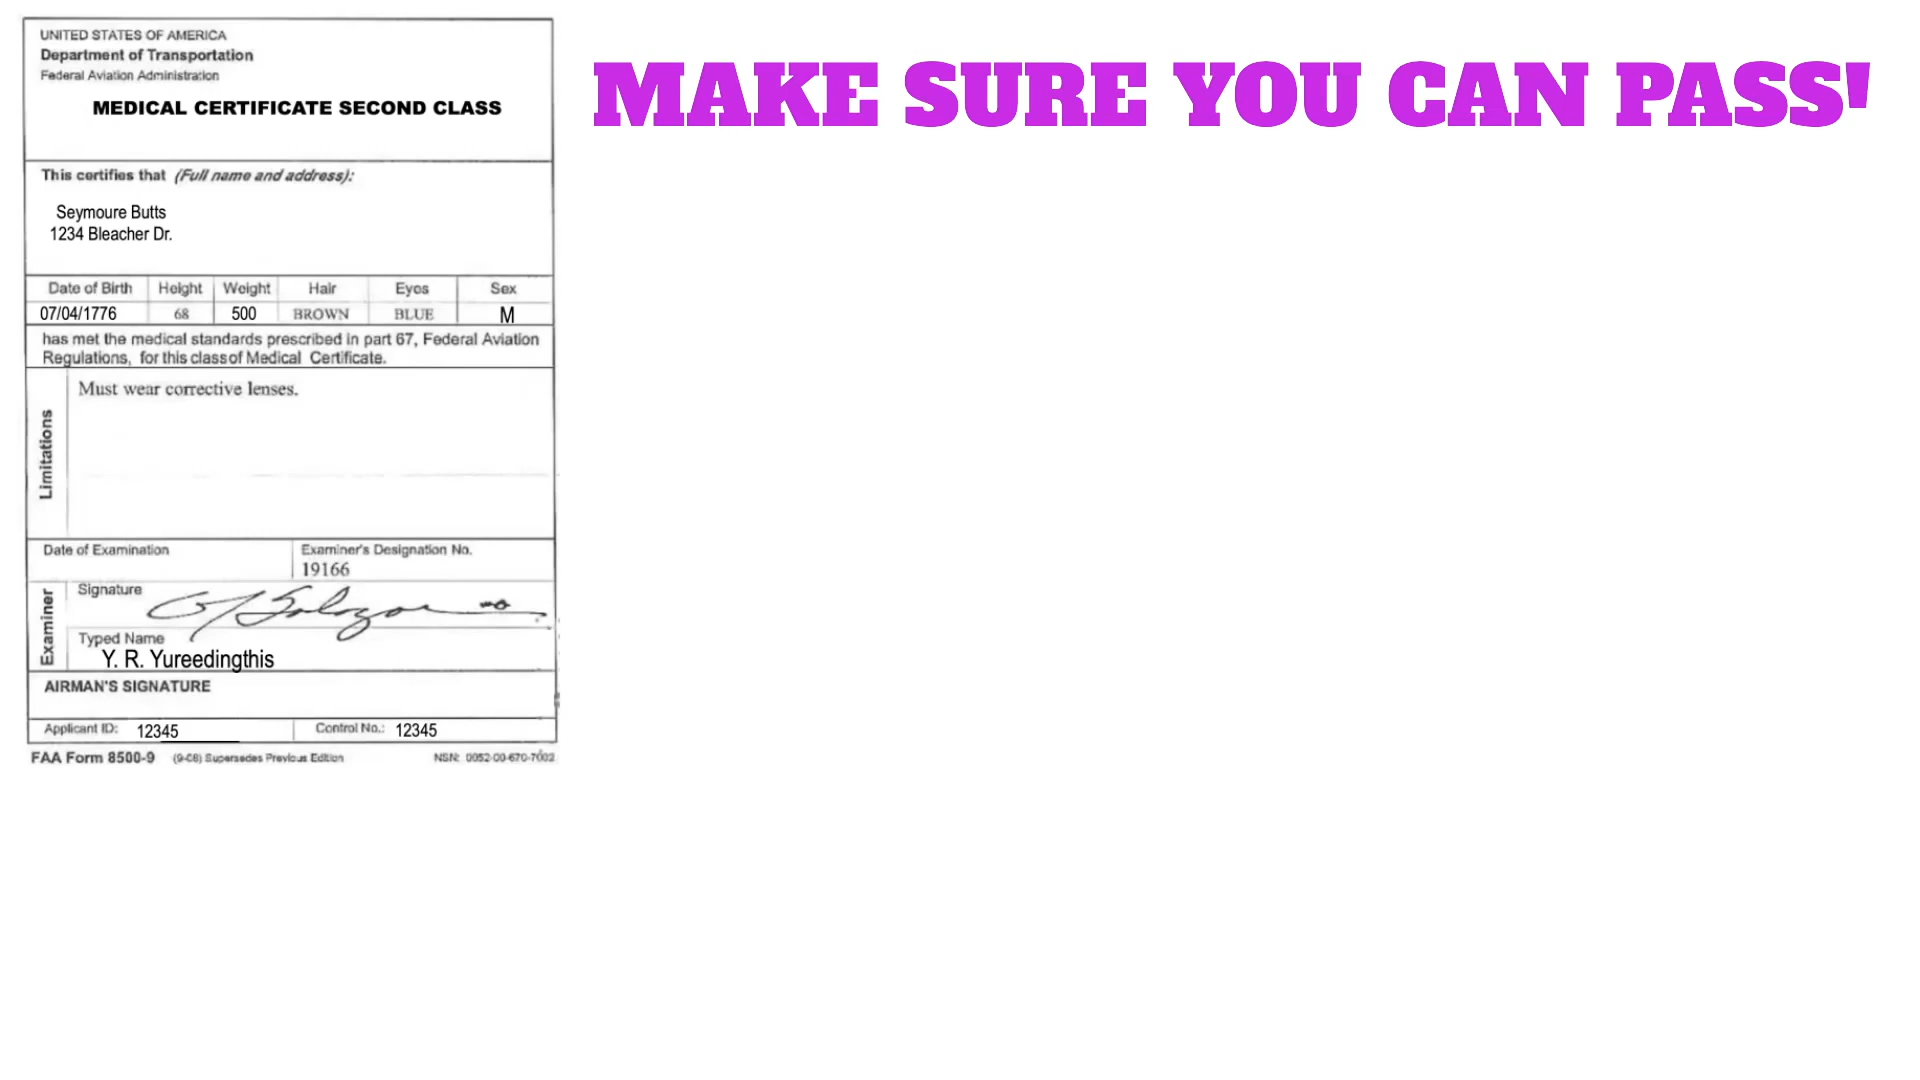 UNITED STATES OF AMERICA
Department of Transportation
Federal Aviation Administration
MEDICAL CERTIFICATE SECOND CLASS
MAKE SURE YOU CAN PASS!
This certifies that (Full name and address):
Seymoure Butts
1234 Bleacher Dr.
Date of Birth Height Weight Hair Eyes Sex
07/04/1776 68 500 BROWN BLUE M
has met the medical standards prescribed in part 67, Federal Aviation
Regulations, for this class of Medical Certificate.
Limitations
Must wear corrective lenses.
Date of Examination Examiner's Designation No.
19166
Examiner
Signature
Typed Name
Y. R. Yureedingthis
AIRMAN'S SIGNATURE
Applicant ID: 12345 Control No.: 12345
FAA Form 8500-9 (9-08) Supersedes Previous Edition NSN: 0052-00-670-7002